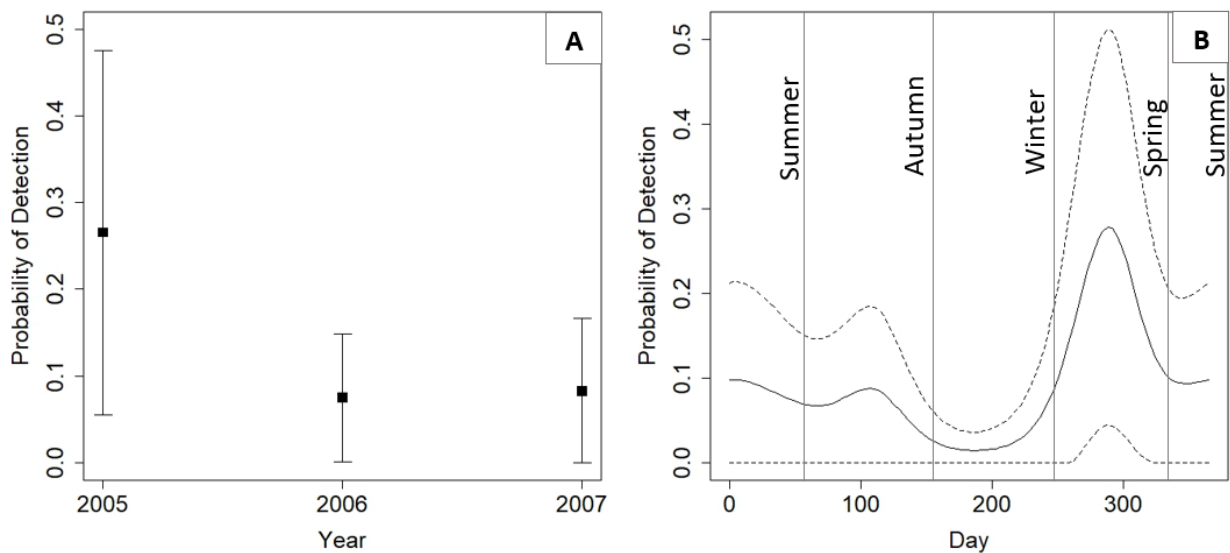 A
Probability of Detection
0.0
0.1
0.2
0.3
0.4
0.5
2005
2006
2007
Year
B
Probability of Detection
0.0
0.1
0.2
0.3
0.4
0.5
Summer
Autumn
Winter
Spring
Summer
0
100
200
300
Day